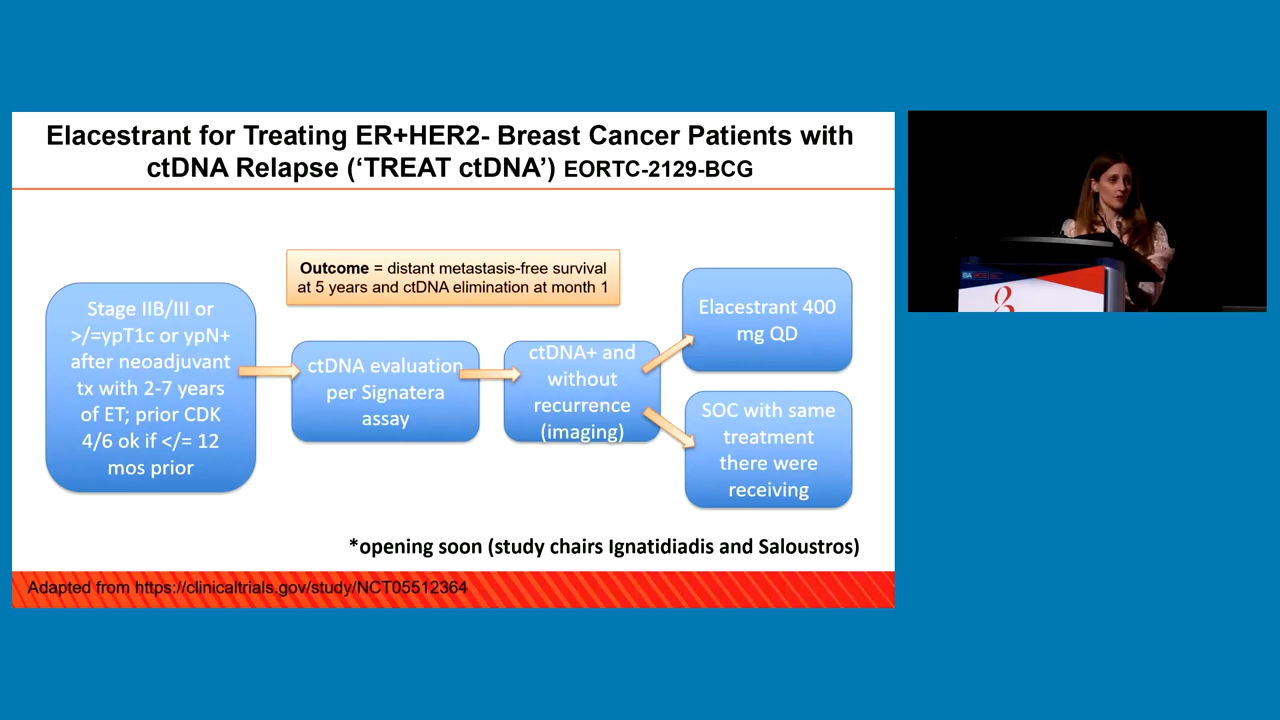 Elacestrant for Treating ER+HER2- Breast Cancer Patients with
ctDNA Relapse (‘TREAT ctDNA’) EORTC-2129-BCG
Outcome = distant metastasis-free survival
at 5 years and ctDNA elimination at month 1
Stage IIB/III or
>/=ypT1c or ypN+
after neoadjuvant
tx with 2-7 years
of ET; prior CDK
4/6 ok if </= 12
mos prior
ctDNA evaluation
per Signatera
assay
ctDNA+ and
without
recurrence
(imaging)
Elacestrant 400
mg QD
SOC with same
treatment
there were
receiving
*opening soon (study chairs Ignatidiadis and Saloustros)
Adapted from https://clinicaltrials.gov/study/NCT05512364